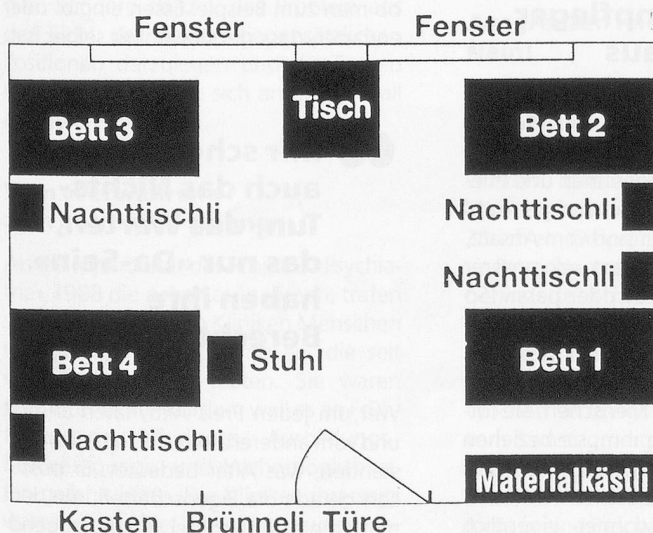 Fenster
Fenster
Bett 3
Tisch
Bett 2
Nachttischli
Nachttischli
Nachttischli
Bett 4
Stuhl
Bett 1
Nachttischli
Materialkästli
Kasten Brünneli Türe